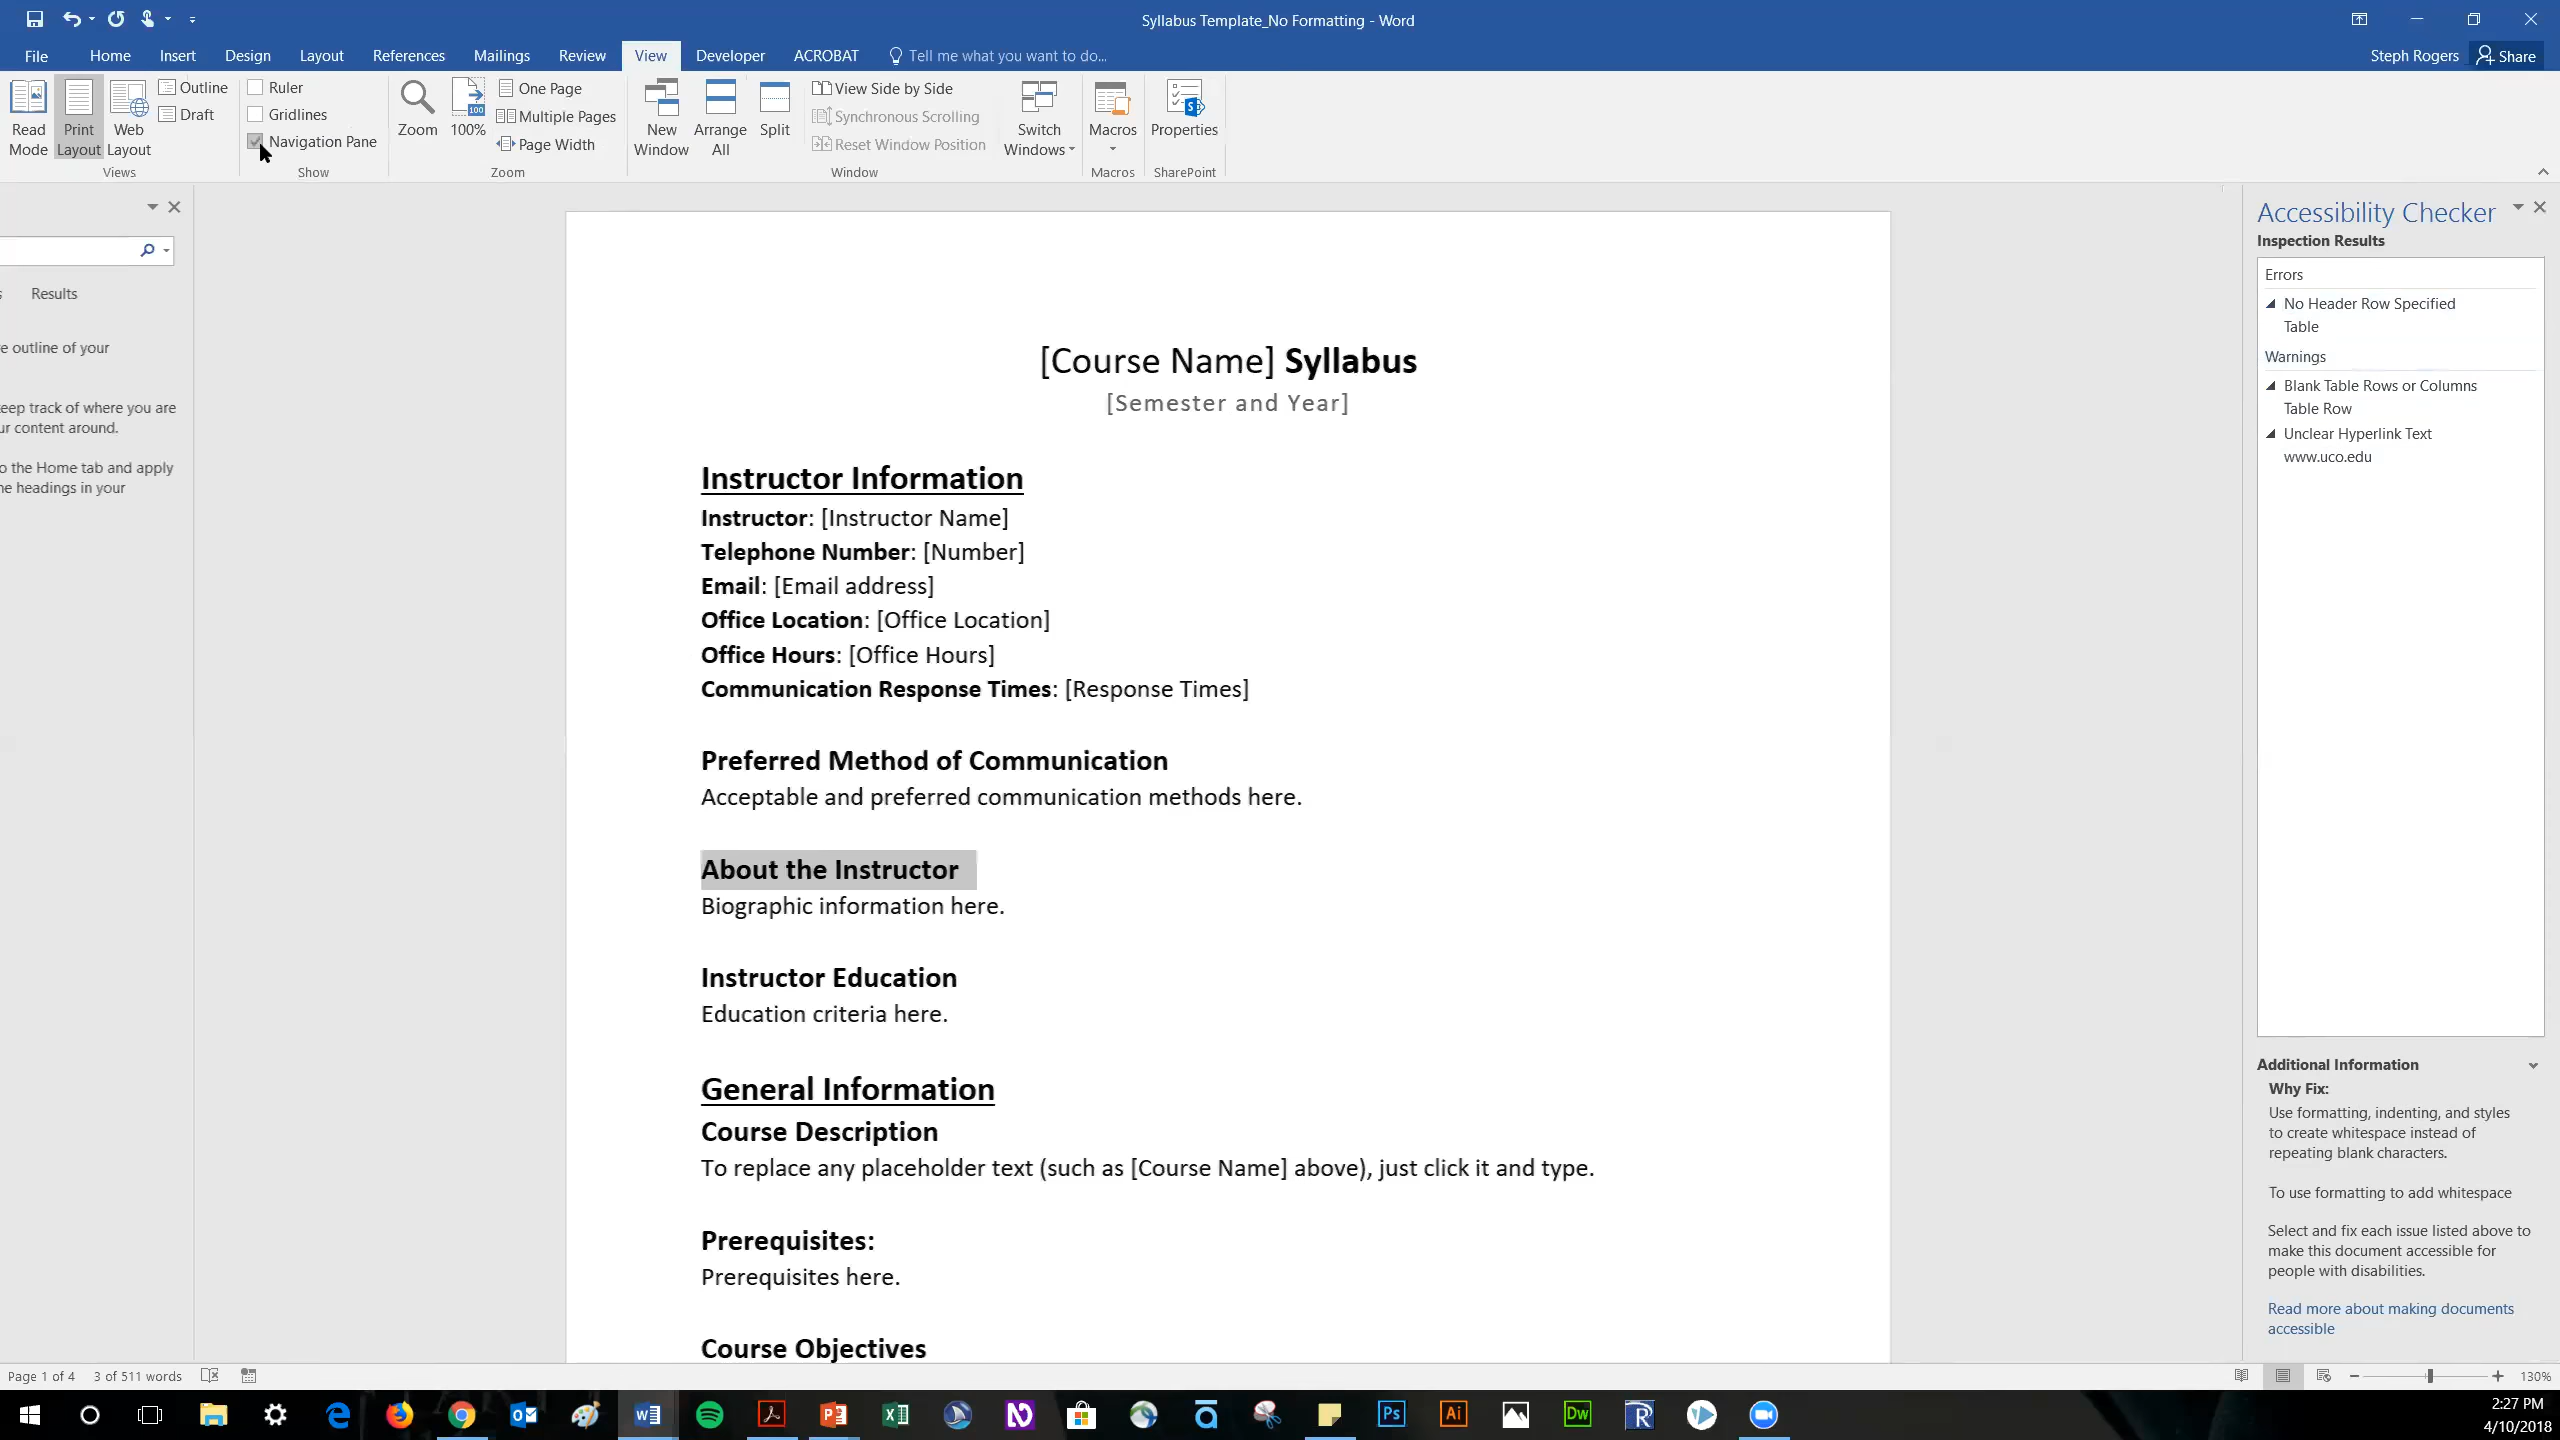 Syllabus Template_No Formatting - Word
File Home Insert Design Layout References Mailings Review View Developer ACROBAT Tell me what you want to do... Steph Rogers Share
Read Mode
Print Layout
Web Layout
Outline
Draft
Views
Ruler
Gridlines
Navigation Pane
Show
Zoom
100
100%
One Page
Multiple Pages
Page Width
Zoom
New Window
Arrange All
Split
View Side by Side
Synchronous Scrolling
Reset Window Position
Window
Switch Windows
Macros
Macros
Properties
SharePoint
Results
e outline of your
eep track of where you are
ur content around.
o the Home tab and apply
ne headings in your
[Course Name] Syllabus
[Semester and Year]
Instructor Information
Instructor: [Instructor Name]
Telephone Number: [Number]
Email: [Email address]
Office Location: [Office Location]
Office Hours: [Office Hours]
Communication Response Times: [Response Times]
Preferred Method of Communication
Acceptable and preferred communication methods here.
About the Instructor
Biographic information here.
Instructor Education
Education criteria here.
General Information
Course Description
To replace any placeholder text (such as [Course Name] above), just click it and type.
Prerequisites:
Prerequisites here.
Course Objectives
Accessibility Checker
Inspection Results
Errors
No Header Row Specified
Table
Warnings
Blank Table Rows or Columns
Table Row
Unclear Hyperlink Text
www.uco.edu
Additional Information
Why Fix:
Use formatting, indenting, and styles
to create whitespace instead of
repeating blank characters.
To use formatting to add whitespace
Select and fix each issue listed above to
make this document accessible for
people with disabilities.
Read more about making documents
accessible
Page 1 of 4 3 of 511 words 130%
Ps Ai Dw
2:27 PM
4/10/2018